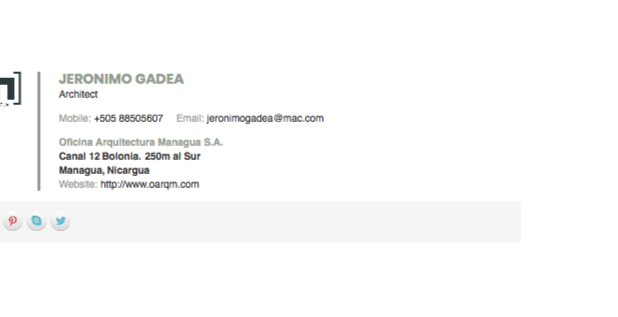 JERONIMO GADEA
Architect
Mobile: +505 88505607 Email: jeronimogadea@mac.com
Oficina Arquitectura Managua S.A.
Canal 12 Bolonia. 250m al Sur
Managua, Nicargua
Website: http://www.oarqm.com